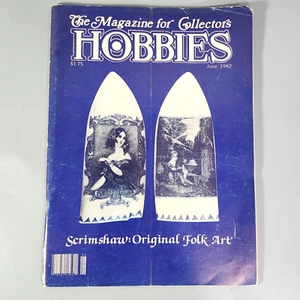 The Magazine for Collectors
HOBBIES
$1.75
June, 1982
Scrimshaw: Original Folk Art